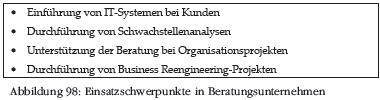 • Einführung von IT-Systemen bei Kunden
• Durchführung von Schwachstellenanalysen
• Unterstützung der Beratung bei Organisationsprojekten
• Durchführung von Business Reengineering-Projekten
Abbildung 98: Einsatzschwerpunkte in Beratungsunternehmen